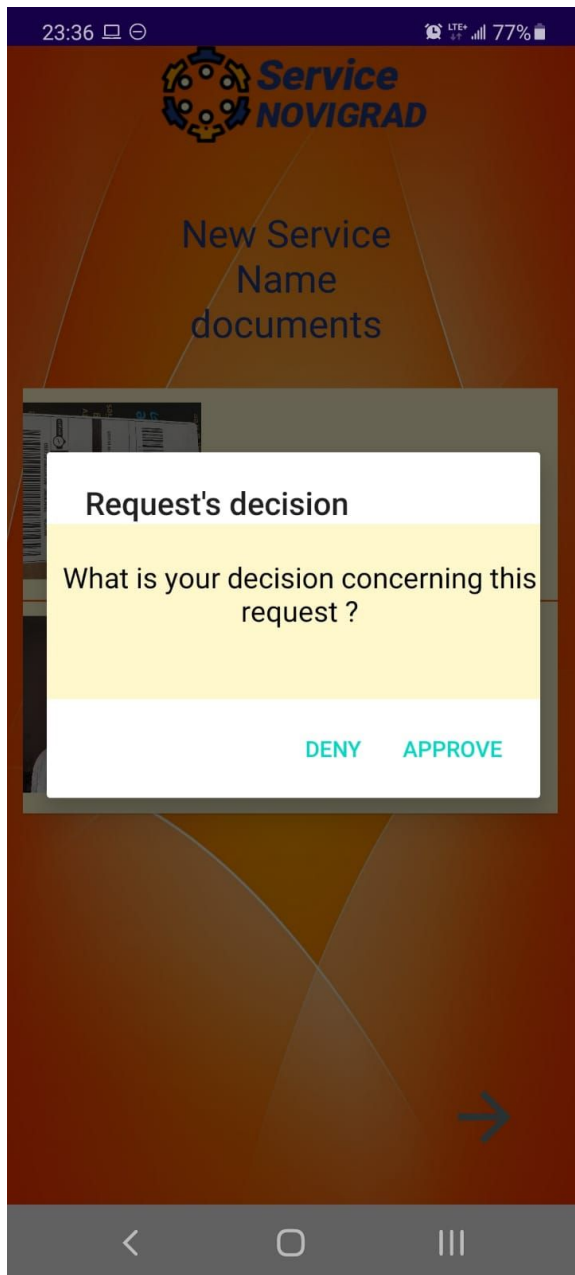 23:36
LTE+
77%
Service
NOVIGRAD
New Service
Name
documents
Request's decision
What is your decision concerning this
request ?
DENY
APPROVE